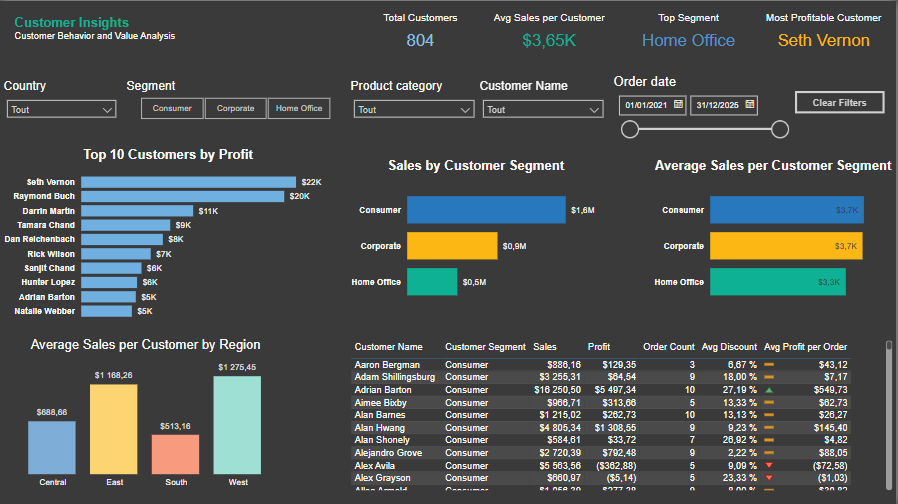 Customer Insights
Customer Behavior and Value Analysis
Total Customers
804
Avg Sales per Customer
$3,65K
Top Segment
Home Office
Most Profitable Customer
Seth Vernon
Country
Tout
Segment
Consumer Corporate Home Office
Product category
Tout
Customer Name
Tout
Order date
01/01/2021 31/12/2025
Clear Filters
Top 10 Customers by Profit
Seth Vernon $22K
Raymond Buch $20K
Darrin Martin $11K
Tamara Chand $9K
Dan Reichenbach $8K
Rick Wilson $7K
Sanjit Chand $6K
Hunter Lopez $6K
Adrian Barton $5K
Natalie Webber $5K
Sales by Customer Segment
Consumer $1,6M
Corporate $0,9M
Home Office $0,5M
Average Sales per Customer Segment
Consumer $3,7K
Corporate $3,7K
Home Office $3,3K
Average Sales per Customer by Region
$688,66 $1 168,26 $513,16 $1 275,45
Central East South West
Customer Name Customer Segment Sales Profit Order Count Avg Discount Avg Profit per Order
Aaron Bergman Consumer $886,16 $129,35 3 6,67 % $43,12
Adam Shillingsburg Consumer $3 255,31 $64,54 9 18,00 % $7,17
Adrian Barton Consumer $16 250,50 $5 497,34 10 27,19 % $549,73
Aimee Bixby Consumer $966,71 $313,66 5 13,33 % $62,73
Alan Barnes Consumer $1 215,02 $262,73 10 13,13 % $26,27
Alan Hwang Consumer $4 805,34 $1 308,55 9 9,23 % $145,40
Alan Shonely Consumer $584,61 $33,72 7 26,92 % $4,82
Alejandro Grove Consumer $2 720,39 $792,48 9 2,22 % $88,05
Alex Avila Consumer $5 563,56 ($362,88) 5 9,09 % ($72,58)
Alex Grayson Consumer $660,97 ($5,14) 5 23,33 % ($1,03)